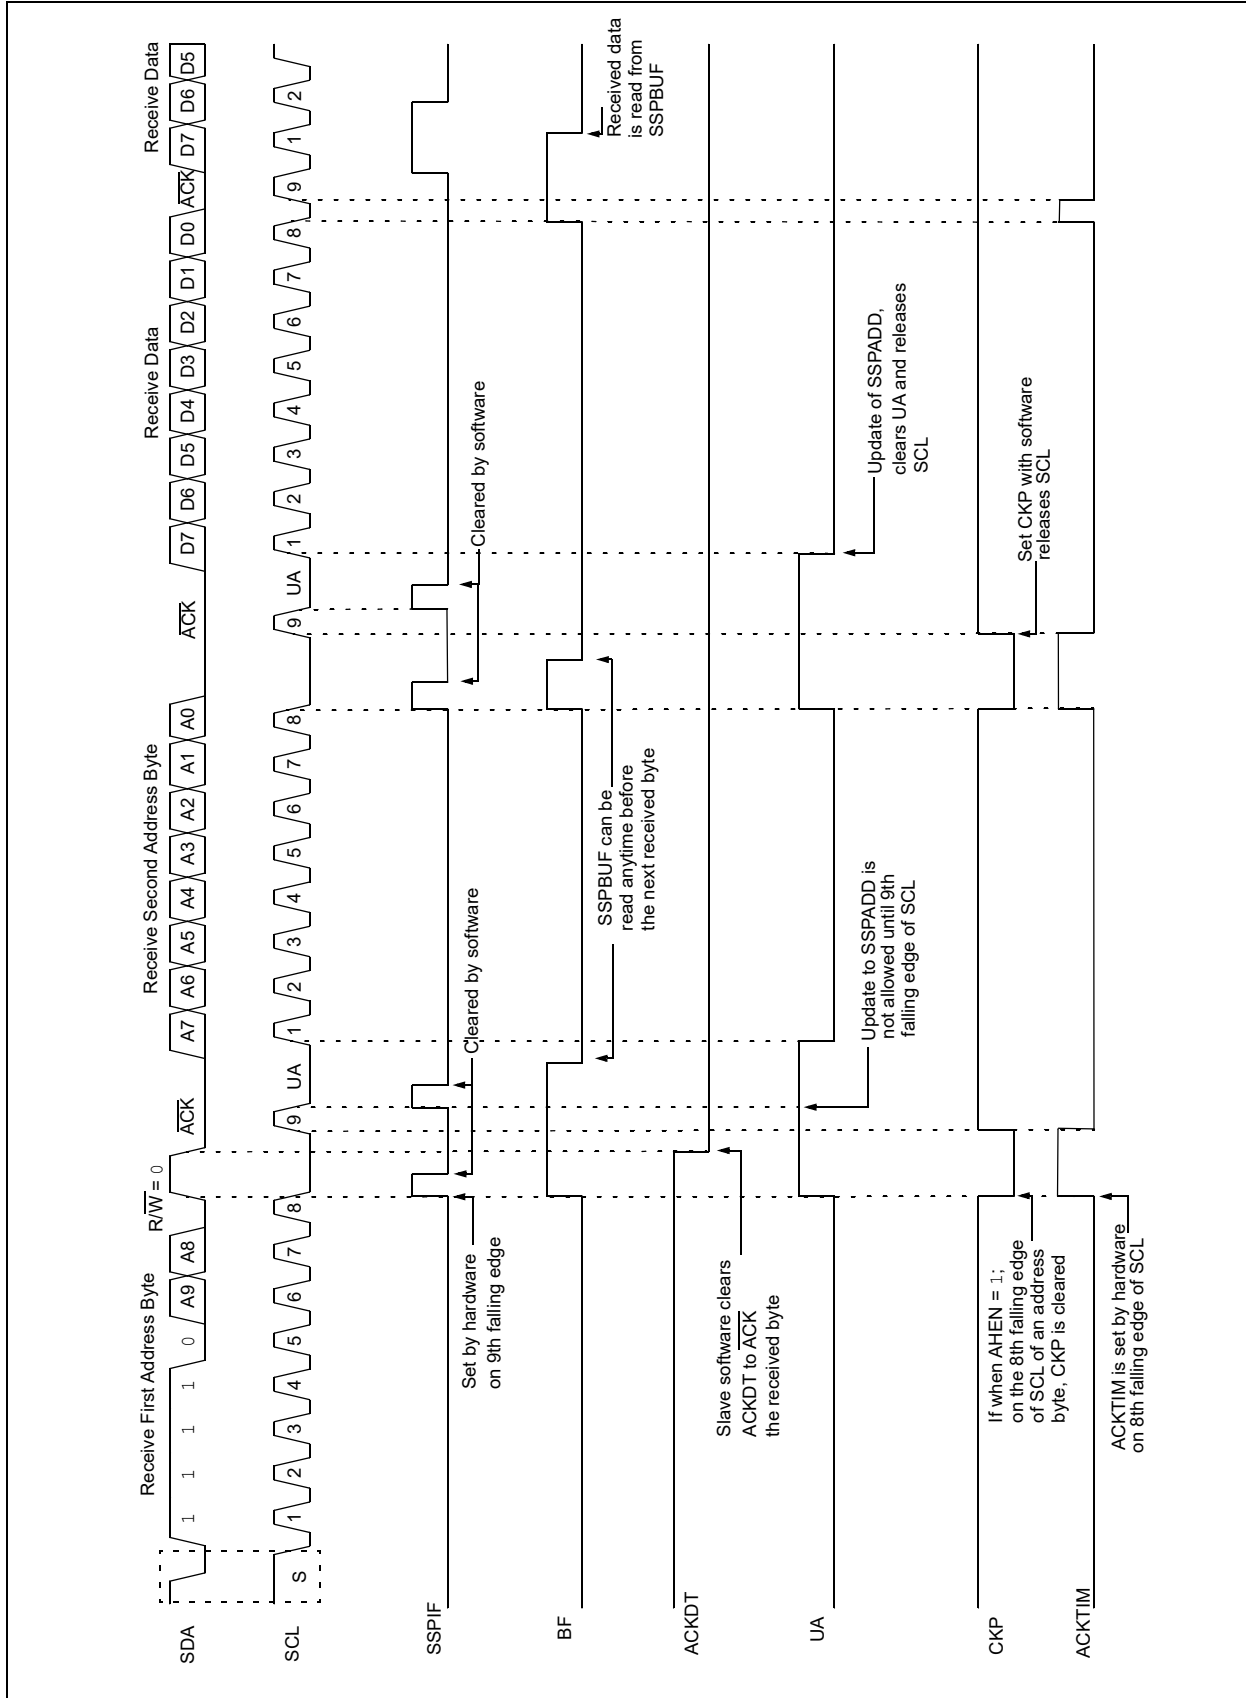 Receive First Address Byte
R/W = 0
Receive Second Address Byte
Receive Data
Receive Data
SDA
1 1 1 1 0 A9 A8 ACK A7 A6 A5 A4 A3 A2 A1 A0 ACK D7 D6 D5 D4 D3 D2 D1 D0 ACK D7 D6 D5
SCL
S 1 2 3 4 5 6 7 8 9 UA 1 2 3 4 5 6 7 8 9 UA 1 2 3 4 5 6 7 8 9 1 2
SSPIF
Set by hardware
on 9th falling edge
Cleared by software
Cleared by software
BF
SSPBUF can be
read anytime before
the next received byte
Received data
is read from
SSPBUF
ACKDT
Slave software clears
ACKDT to ACK
the received byte
UA
Update to SSPADD is
not allowed until 9th
falling edge of SCL
Update of SSPADD,
clears UA and releases
SCL
CKP
If when AHEN = 1;
on the 8th falling edge
of SCL of an address
byte, CKP is cleared
Set CKP with software
releases SCL
ACKTIM
ACKTIM is set by hardware
on 8th falling edge of SCL